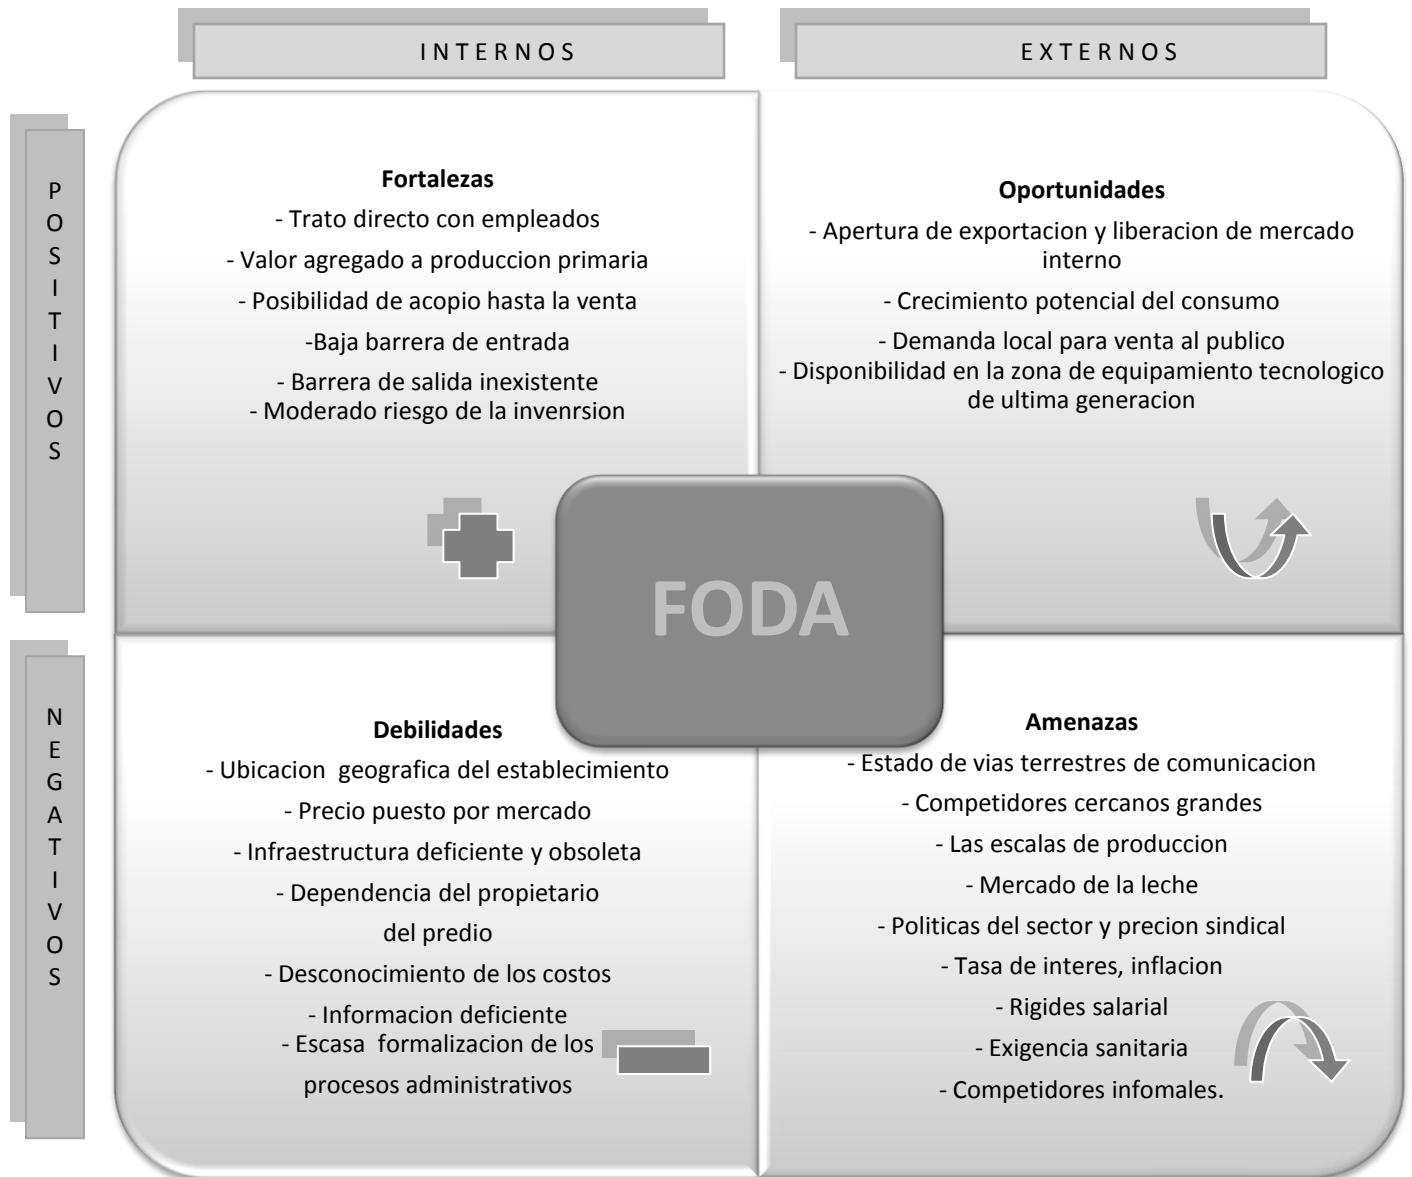 INTERNOS
EXTERNOS
POSITIVOS
Fortalezas
- Trato directo con empleados
- Valor agregado a produccion primaria
- Posibilidad de acopio hasta la venta
-Baja barrera de entrada
- Barrera de salida inexistente
- Moderado riesgo de la invenrsion
Oportunidades
- Apertura de exportacion y liberacion de mercado
interno
- Crecimiento potencial del consumo
- Demanda local para venta al publico
- Disponibilidad en la zona de equipamiento tecnologico
de ultima generacion
FODA
NEGATIVOS
Debilidades
- Ubicacion  geografica del establecimiento
- Precio puesto por mercado
- Infraestructura deficiente y obsoleta
- Dependencia del propietario
del predio
- Desconocimiento de los costos
- Informacion deficiente
- Escasa  formalizacion de los
procesos administrativos
Amenazas
- Estado de vias terrestres de comunicacion
- Competidores cercanos grandes
- Las escalas de produccion
- Mercado de la leche
- Politicas del sector y precion sindical
- Tasa de interes, inflacion
- Rigides salarial
- Exigencia sanitaria
- Competidores infomales.